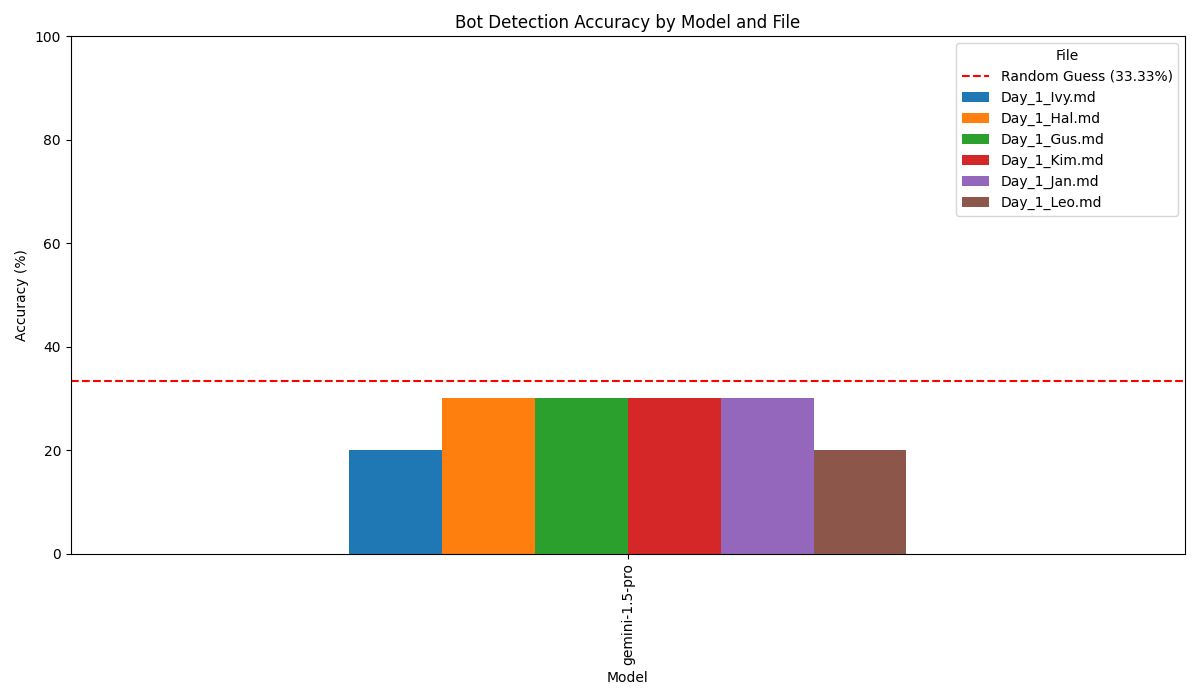 Bot Detection Accuracy by Model and File
100
80
60
40
20
0
Accuracy (%)
File
Random Guess (33.33%)
Day_1_Ivy.md
Day_1_Hal.md
Day_1_Gus.md
Day_1_Kim.md
Day_1_Jan.md
Day_1_Leo.md
gemini-1.5-pro
Model